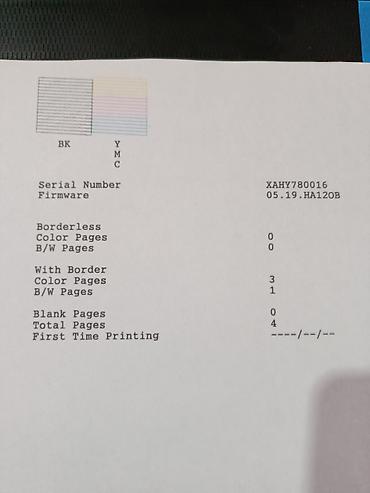 BK Y
M
C
Serial Number XAHY780016
Firmware 05.19.HA12OB
Borderless
Color Pages 0
B/W Pages 0
With Border
Color Pages 3
B/W Pages 1
Blank Pages 0
Total Pages 4
First Time Printing ----/--/--